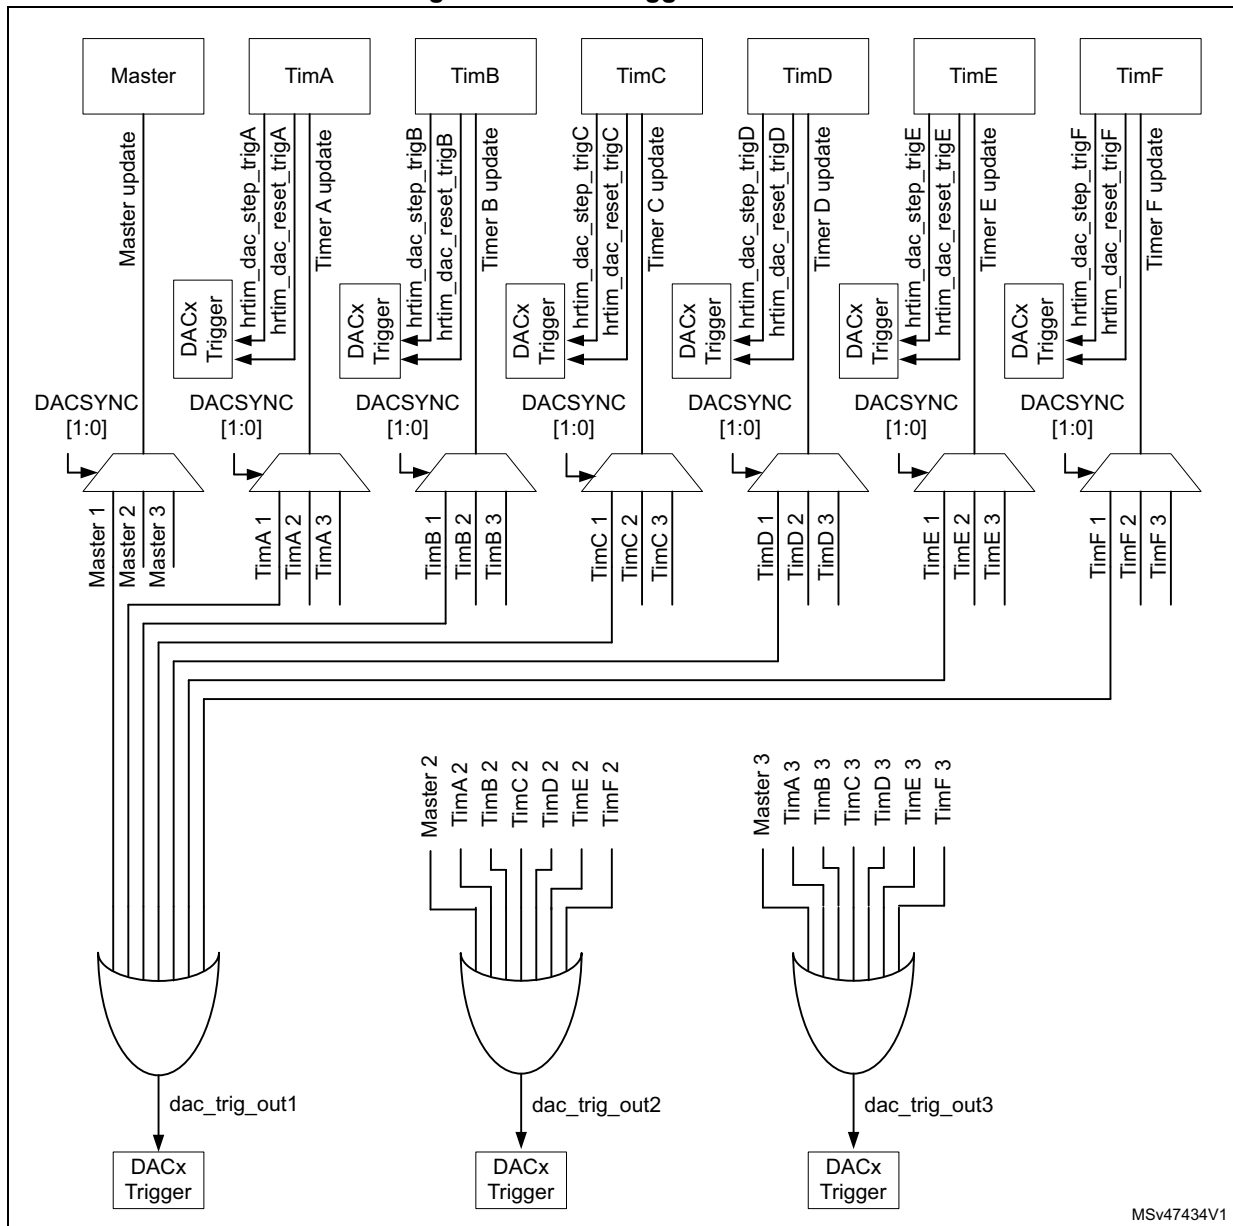 Master
TimA
TimB
TimC
TimD
TimE
TimF
Master update
hrtim_dac_step_trigA
hrtim_dac_reset_trigA
Timer A update
hrtim_dac_step_trigB
hrtim_dac_reset_trigB
Timer B update
hrtim_dac_step_trigC
hrtim_dac_reset_trigC
Timer C update
hrtim_dac_step_trigD
hrtim_dac_reset_trigD
Timer D update
hrtim_dac_step_trigE
hrtim_dac_reset_trigE
Timer E update
hrtim_dac_step_trigF
hrtim_dac_reset_trigF
Timer F update
DACx
Trigger
DACx
Trigger
DACx
Trigger
DACx
Trigger
DACx
Trigger
DACx
Trigger
DACSYNC
[1:0]
DACSYNC
[1:0]
DACSYNC
[1:0]
DACSYNC
[1:0]
DACSYNC
[1:0]
DACSYNC
[1:0]
DACSYNC
[1:0]
Master 1
Master 2
Master 3
TimA 1
TimA 2
TimA 3
TimB 1
TimB 2
TimB 3
TimC 1
TimC 2
TimC 3
TimD 1
TimD 2
TimD 3
TimE 1
TimE 2
TimE 3
TimF 1
TimF 2
TimF 3
Master 2
TimA 2
TimB 2
TimC 2
TimD 2
TimE 2
TimF 2
Master 3
TimA 3
TimB 3
TimC 3
TimD 3
TimE 3
TimF 3
dac_trig_out1
dac_trig_out2
dac_trig_out3
DACx
Trigger
DACx
Trigger
DACx
Trigger
MSv47434V1